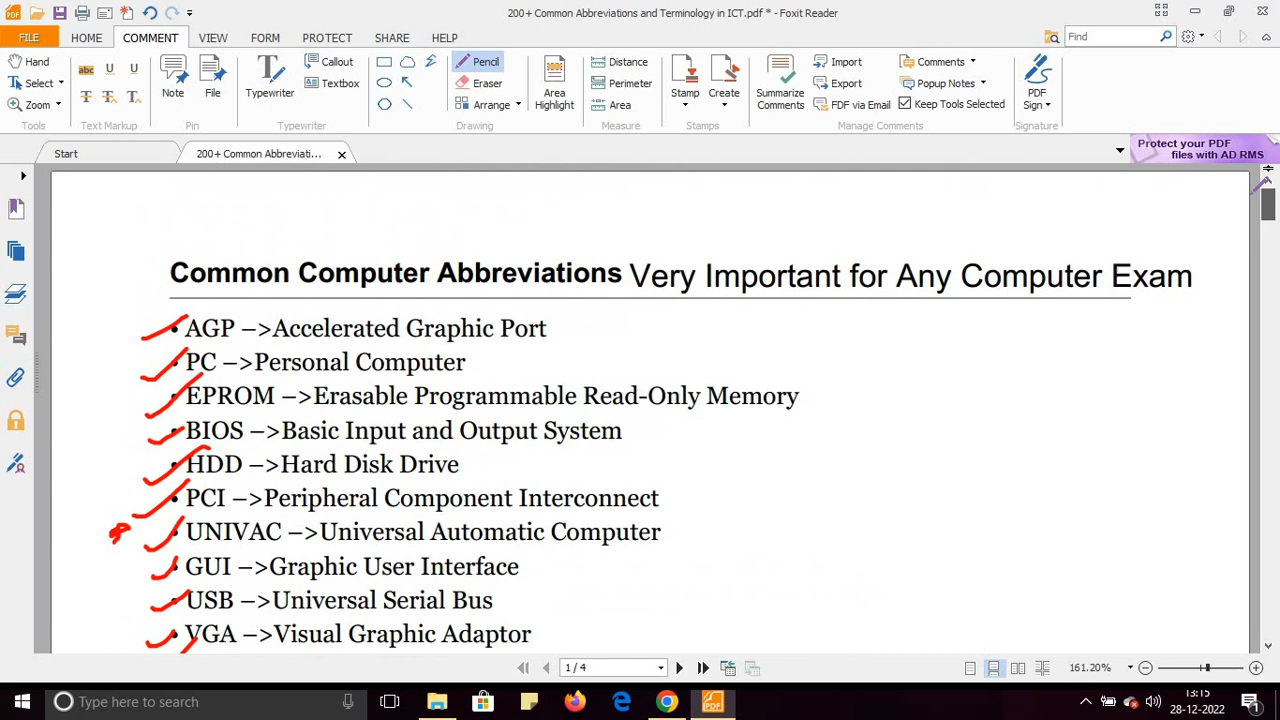 200+ Common Abbreviations and Terminology in ICT.pdf * - Foxit Reader
FILE HOME COMMENT VIEW FORM PROTECT SHARE HELP
Find
Hand
Select
Zoom
Tools
Text Markup
Note
File
Pin
Typewriter
Callout
Textbox
Typewriter
Pencil
Eraser
Arrange
Drawing
Area
Highlight
Distance
Perimeter
Area
Measure
Stamp
Create
Stamps
Summarize
Comments
Import
Export
FDF via Email
Comments
Popup Notes
Keep Tools Selected
Manage Comments
PDF
Sign
Signature
Start
200+ Common Abbreviati...
Protect your PDF
files with AD RMS
Common Computer Abbreviations Very Important for Any Computer Exam
• AGP –>Accelerated Graphic Port
• PC –>Personal Computer
• EPROM –>Erasable Programmable Read-Only Memory
• BIOS –>Basic Input and Output System
• HDD –>Hard Disk Drive
• PCI –>Peripheral Component Interconnect
• UNIVAC –>Universal Automatic Computer
• GUI –>Graphic User Interface
• USB –>Universal Serial Bus
• VGA –>Visual Graphic Adaptor
1 / 4
161.20%
Type here to search
13:15
28-12-2022